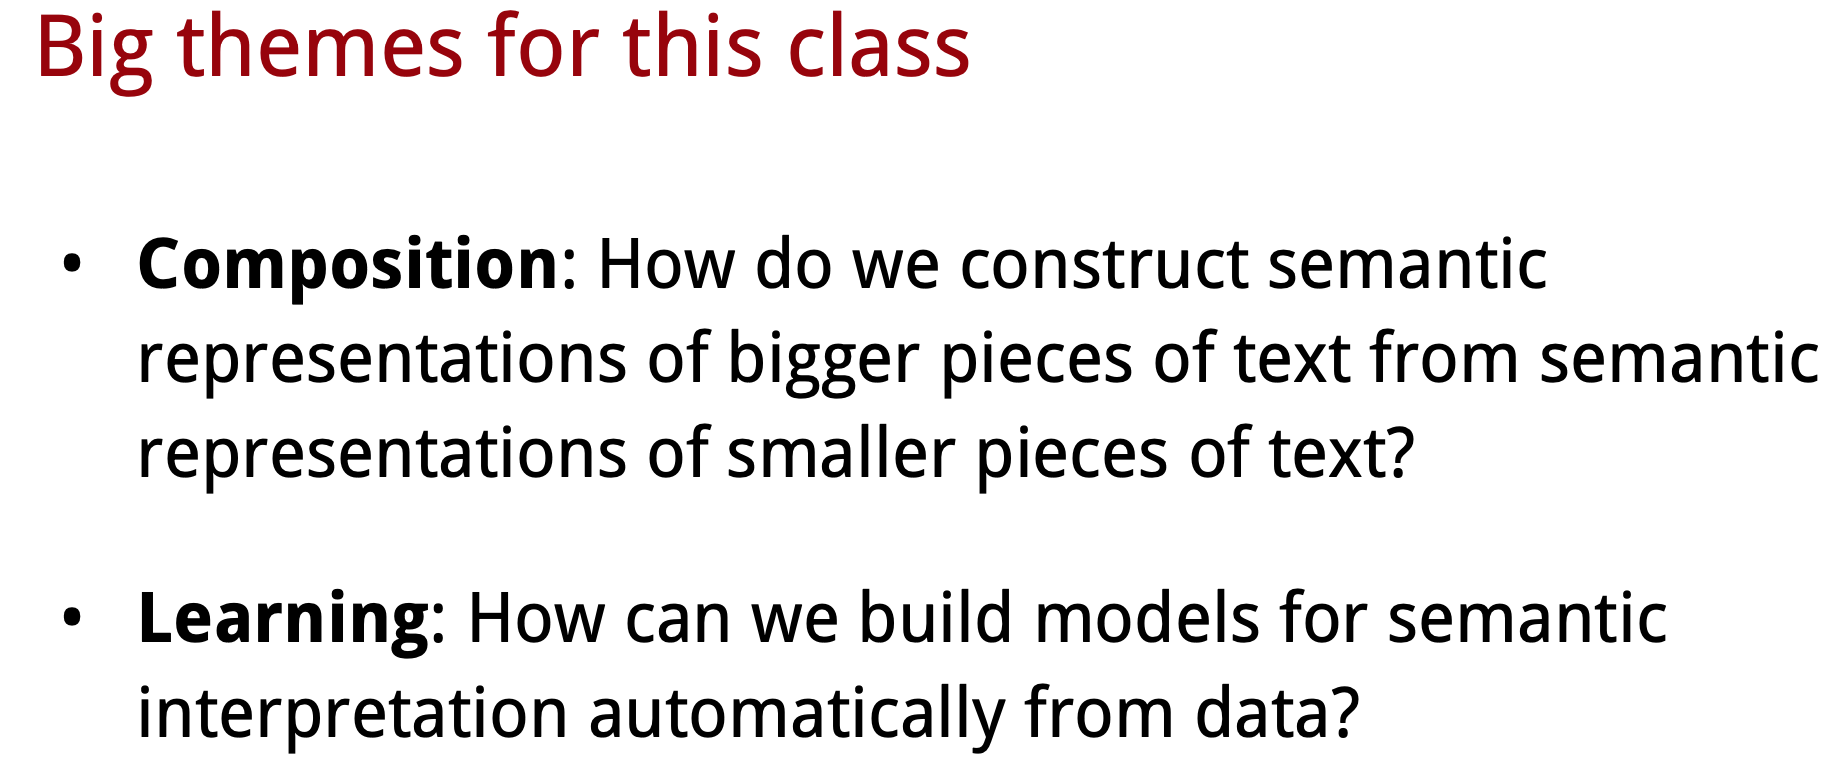 Big themes for this class
• Composition: How do we construct semantic
representations of bigger pieces of text from semantic
representations of smaller pieces of text?
• Learning: How can we build models for semantic
interpretation automatically from data?